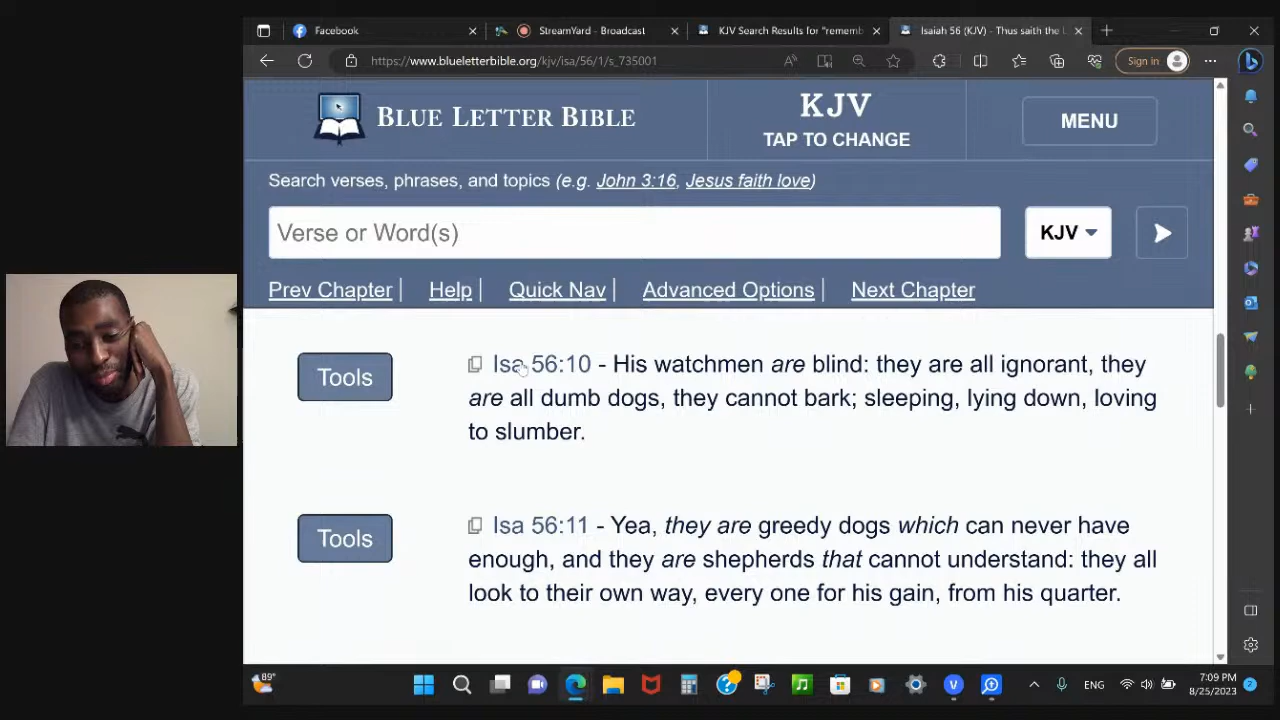 Facebook
StreamYard - Broadcast
KJV Search Results for "rememb
Isaiah 56 (KJV) - Thus saith the L
https://www.blueletterbible.org/kjv/isa/56/1/s_735001
Sign in
BLUE LETTER BIBLE
KJV
TAP TO CHANGE
MENU
Search verses, phrases, and topics (e.g. John 3:16, Jesus faith love)
Verse or Word(s)
KJV
Prev Chapter | Help | Quick Nav | Advanced Options | Next Chapter
Tools
Isa 56:10 - His watchmen are blind: they are all ignorant, they
are all dumb dogs, they cannot bark; sleeping, lying down, loving
to slumber.
Tools
Isa 56:11 - Yea, they are greedy dogs which can never have
enough, and they are shepherds that cannot understand: they all
look to their own way, every one for his gain, from his quarter.
89°
ENG
7:09 PM
8/25/2023
2